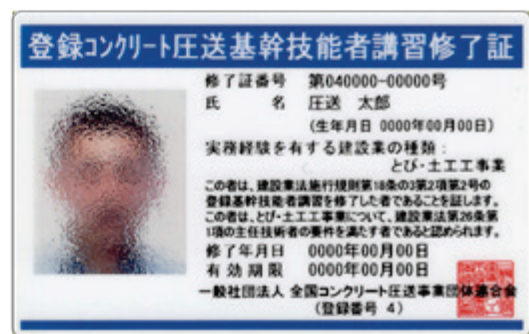 登録コンクリート圧送基幹技能者講習修了証
修了証番号 第040000-00000号
氏 名 圧送 太郎
(生年月日 0000年00月00日)
実務経験を有する建設業の種類:
とび・土工工事業
この者は、建設業法施行規則第18条の3第2項第2号の
登録基幹技能者講習を修了した者であることを証します。
この者は、とび・土工工事業について、建設業法第26条第
1項の主任技術者の要件を満たす者であると認められます。
修了年月日 0000年00月00日
有効期限 0000年00月00日
一般社団法人 全国コンクリート圧送事業団体連合会
(登録番号 4)